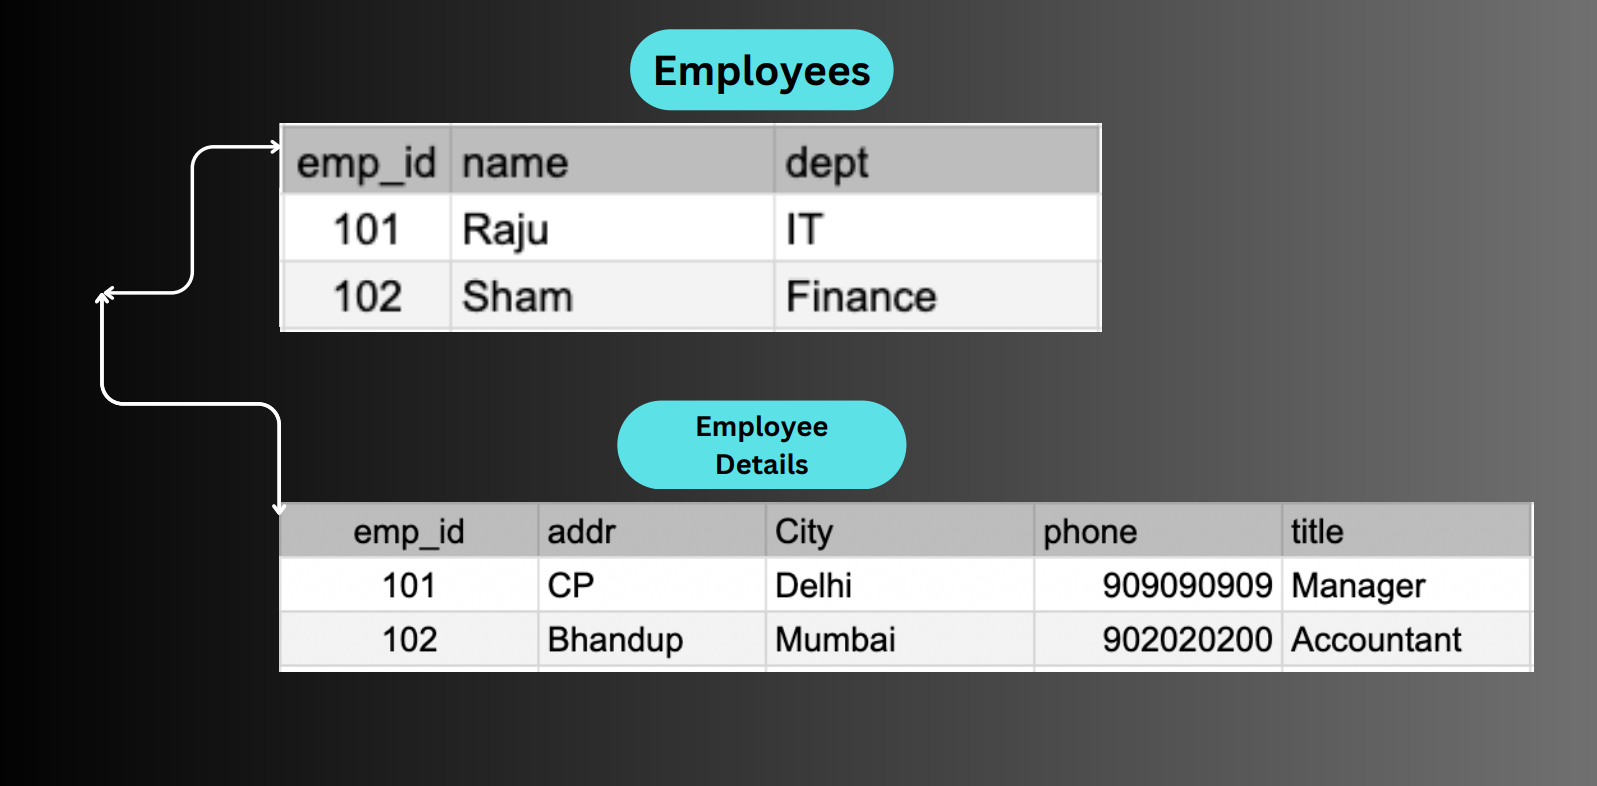 Employees
emp_id name dept
101 Raju IT
102 Sham Finance
Employee
Details
emp_id addr City phone title
101 CP Delhi 909090909 Manager
102 Bhandup Mumbai 902020200 Accountant